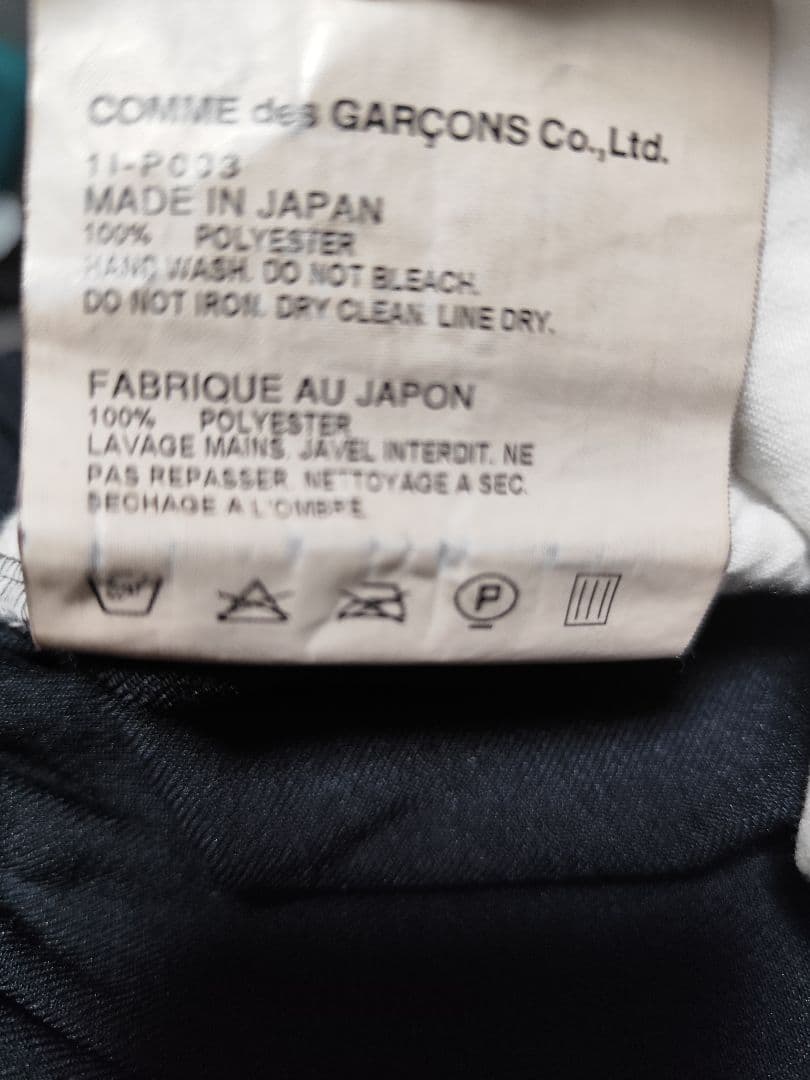 COMME des GARÇONS Co.,Ltd.
1I-P003
MADE IN JAPAN
100% POLYESTER
HAND WASH. DO NOT BLEACH.
DO NOT IRON. DRY CLEAN. LINE DRY.
FABRIQUE AU JAPON
100% POLYESTER
LAVAGE MAINS. JAVEL INTERDIT. NE
PAS REPASSER. NETTOYAGE A SEC.
SECHAGE A L'OMBRE.
P